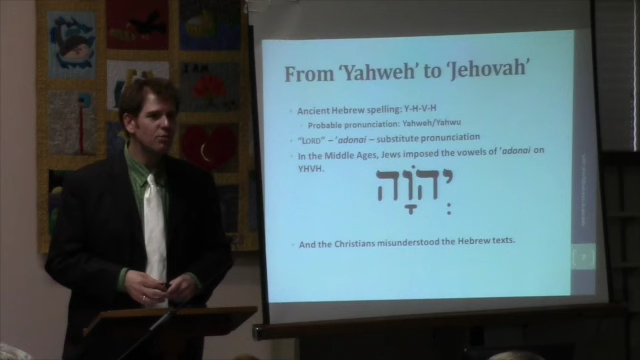 From 'Yahweh' to 'Jehovah'
Ancient Hebrew spelling: Y-H-V-H
Probable pronunciation: Yahweh/Yahwu
"LORD" – 'adonai – substitute pronunciation
In the Middle Ages, Jews imposed the vowels of 'adonai on
YHVH.
יְהֹוָה
And the Christians misunderstood the Hebrew texts.
7